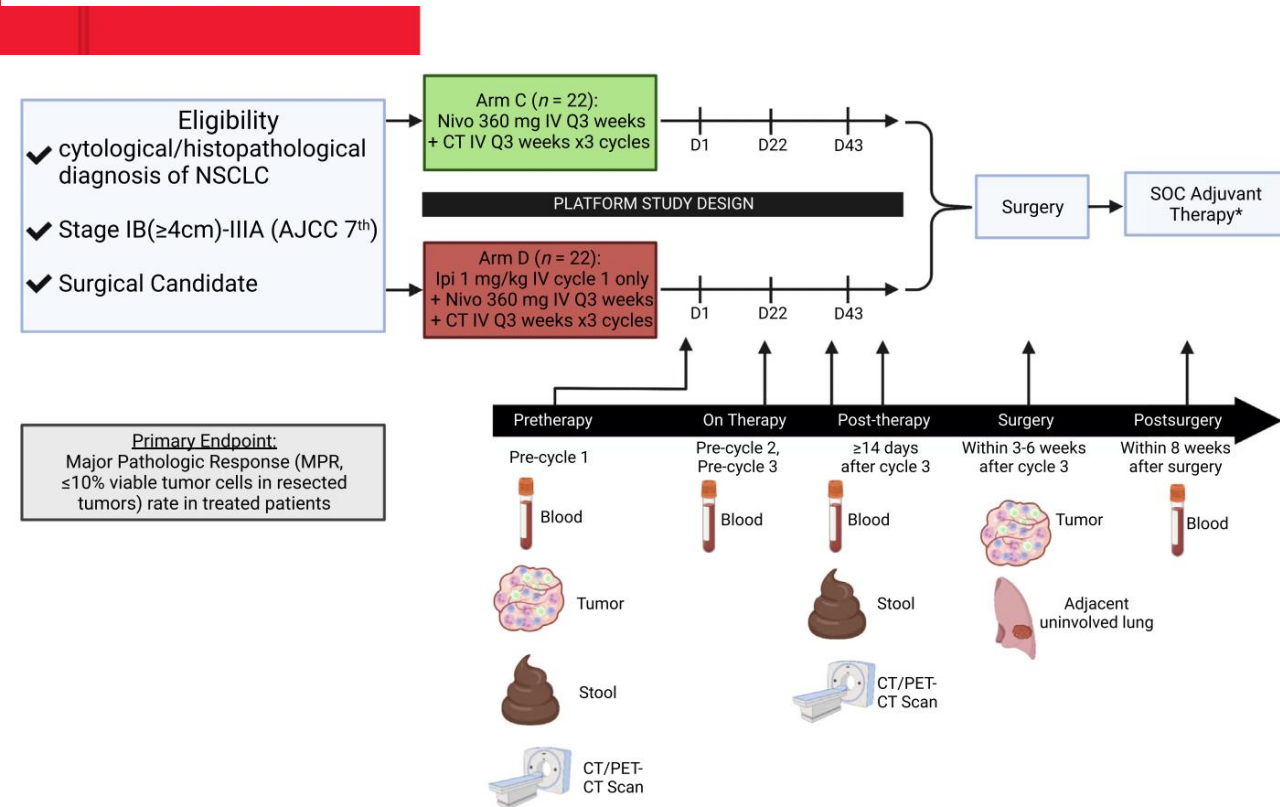 Eligibility
cytological/histopathological
diagnosis of NSCLC
Stage IB(≥4cm)-IIIA (AJCC 7th)
Surgical Candidate
Arm C (n = 22):
Nivo 360 mg IV Q3 weeks
+ CT IV Q3 weeks x3 cycles
D1
D22
D43
PLATFORM STUDY DESIGN
Arm D (n = 22):
Ipi 1 mg/kg IV cycle 1 only
+ Nivo 360 mg IV Q3 weeks
+ CT IV Q3 weeks x3 cycles
D1
D22
D43
Surgery
SOC Adjuvant
Therapy*
Primary Endpoint:
Major Pathologic Response (MPR,
≤10% viable tumor cells in resected
tumors) rate in treated patients
Pretherapy
On Therapy
Post-therapy
Surgery
Postsurgery
Pre-cycle 1
Pre-cycle 2,
Pre-cycle 3
≥14 days
after cycle 3
Within 3-6 weeks
after cycle 3
Within 8 weeks
after surgery
Blood
Blood
Blood
Tumor
Blood
Tumor
Stool
Adjacent
uninvolved lung
Stool
CT/PET-
CT Scan
CT/PET-
CT Scan